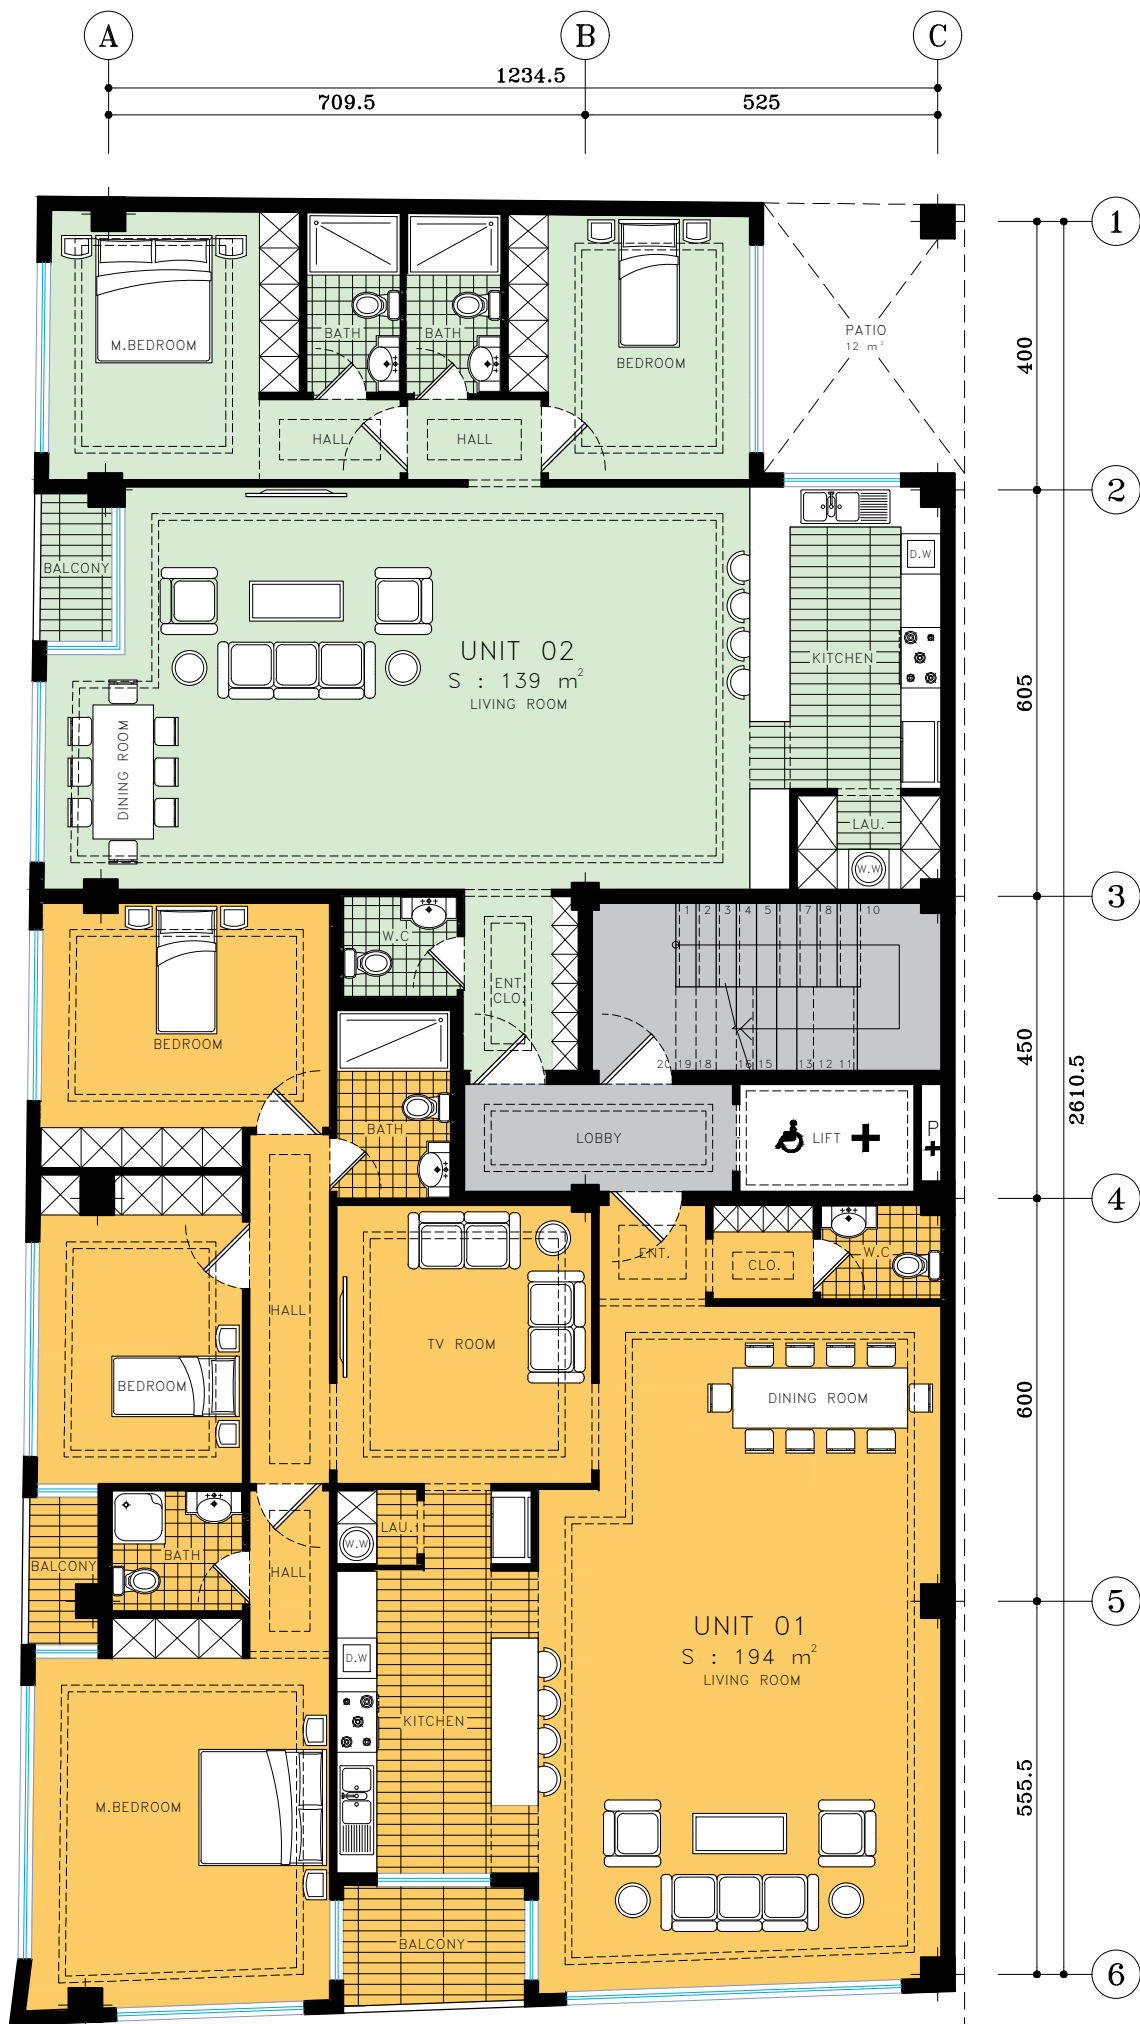 A B C
1234.5
709.5 525
1
BATH BATH
PATIO
12 m²
M.BEDROOM
BEDROOM
400
HALL HALL
2
D.W
BALCONY
UNIT 02
S : 139 m²
LIVING ROOM
KITCHEN
605
DINING ROOM
LAU.
W.W
3
1 2 3 4 5 7 8 10
W.C
ENT.
CLO.
BEDROOM
20 19 18 16 15 13 12 11
450
2610.5
BATH
LOBBY
LIFT
P
4
ENT.
CLO.
W.C
HALL
TV ROOM
BEDROOM
DINING ROOM
600
LAU.
W.W
BATH
BALCONY
HALL
5
UNIT 01
S : 194 m²
LIVING ROOM
D.W
KITCHEN
555.5
M.BEDROOM
BALCONY
6